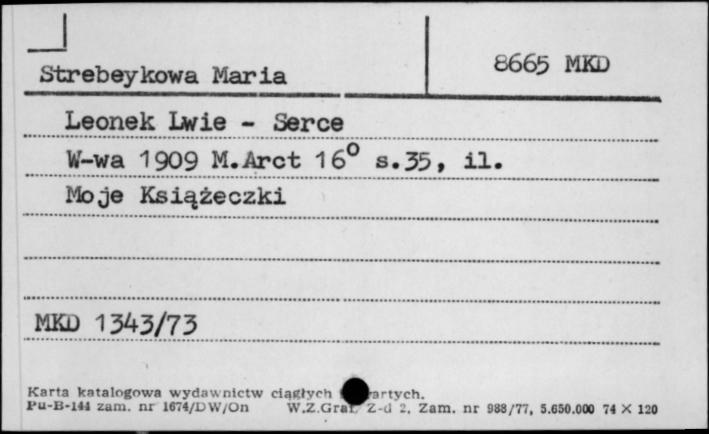 Strebeykowa Maria
8665 MKD
Leonek Lwie - Serce
W-wa 1909 M.Arct 16° s.35, il.
Moje Książeczki
MKD 1343/73
Karta katalogowa wydawnictw ciągłych
Pu-B-144 zam. nr 1674/DW/On W.Z.Graf. Z-d 2, Zam. nr 988/77, 5.650.000 74 X 120